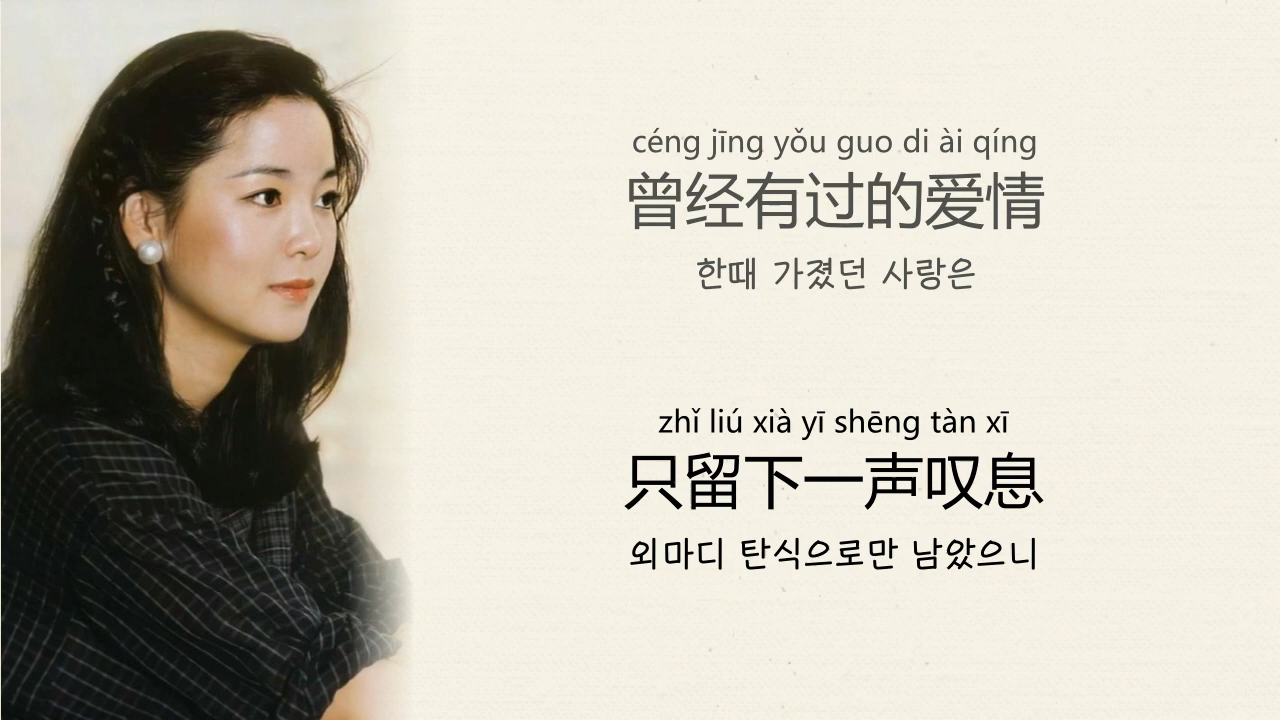 céng jīng yǒu guo di ài qíng
曾经有过的爱情
한때 가졌던 사랑은
zhǐ liú xià yī shēng tàn xī
只留下一声叹息
외마디 탄식으로만 남았으니